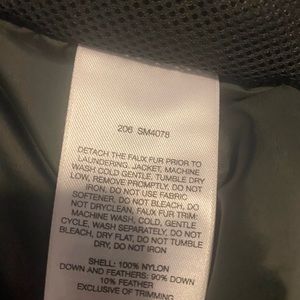 206 SM4078
DETACH THE FAUX FUR PRIOR TO
LAUNDERING. JACKET, MACHINE
WASH COLD GENTLE, TUMBLE DRY
LOW, REMOVE PROMPTLY, DO NOT
IRON, DO NOT USE FABRIC
SOFTENER, DO NOT BLEACH, DO
NOT DRYCLEAN, FAUX FUR TRIM:
MACHINE WASH, COLD, GENTLE
CYCLE, WASH SEPARATELY, DO NOT
BLEACH, DRY FLAT, DO NOT TUMBLE
DRY, DO NOT IRON
SHELL: 100% NYLON
DOWN AND FEATHERS: 90% DOWN
10% FEATHER
EXCLUSIVE OF TRIMMING